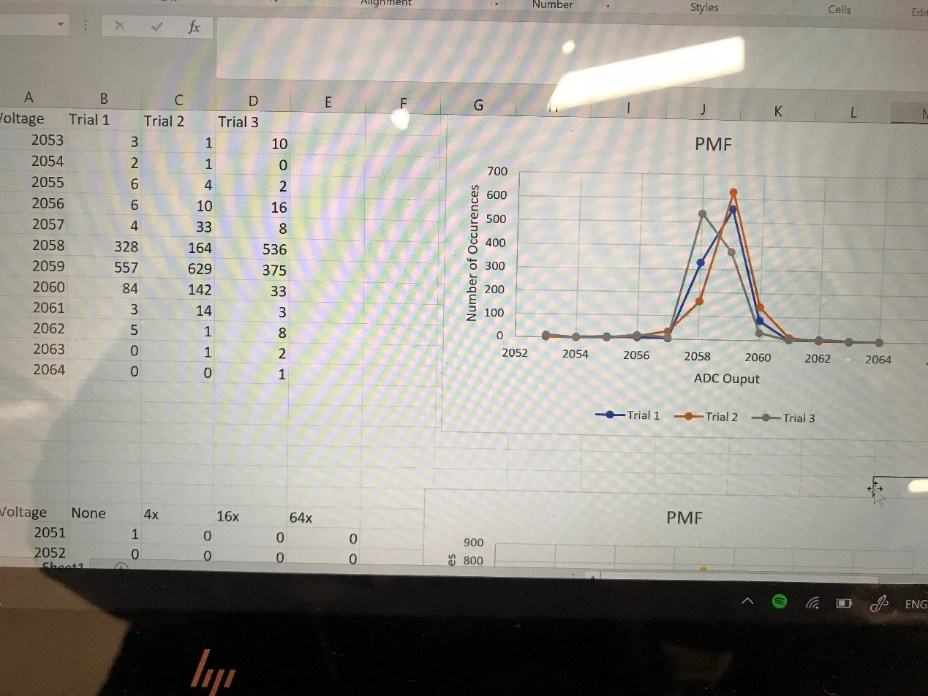 Alignment Number Styles Cells
fx
A B C D E F G I J K L
Voltage Trial 1 Trial 2 Trial 3
2053 3 1 10
2054 2 1 0
2055 6 4 2
2056 6 10 16
2057 4 33 8
2058 328 164 536
2059 557 629 375
2060 84 142 33
2061 3 14 3
2062 5 1 8
2063 0 1 2
2064 0 0 1
PMF
Number of Occurences
700
600
500
400
300
200
100
0
2052 2054 2056 2058 2060 2062 2064
ADC Ouput
Trial 1 Trial 2 Trial 3
Voltage None 4x 16x 64x
2051 1 0 0 0
2052 0 0 0 0
PMF
900
800
es
Sheet1
ENG
hp